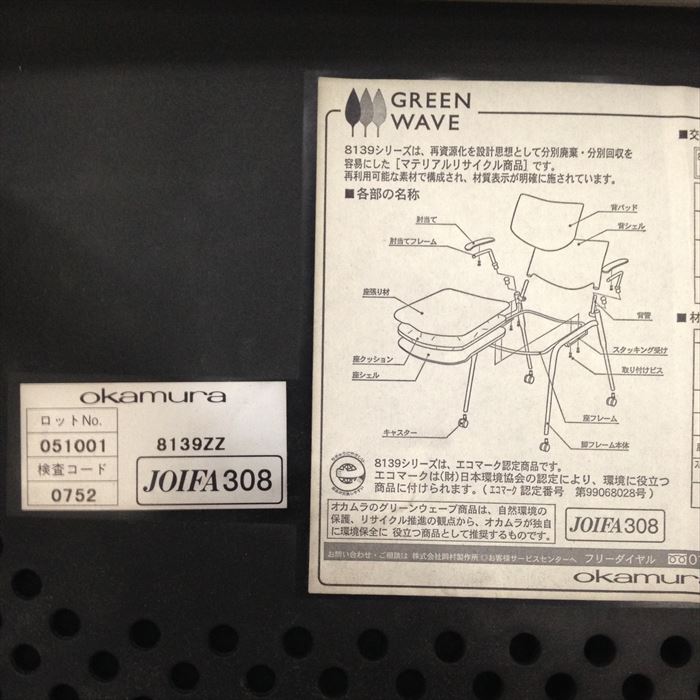 okamura
ロットNo.
051001
8139ZZ
検査コード
0752
JOIFA308
GREEN
WAVE
8139シリーズは、再資源化を設計思想として分別廃棄・分別回収を
容易にした［マテリアルリサイクル商品］です。
再利用可能な素材で構成され、材質表示が明確に施されています。
■各部の名称
背パッド
背シェル
肘当て
肘当てフレーム
座張り材
背管
スタッキング受け
取り付けビス
座クッション
座シェル
座フレーム
キャスター
脚フレーム本体
8139シリーズは、エコマーク認定商品です。
エコマークは(財)日本環境協会の認定により、環境に役立つ
商品に付けられます。（エコマーク 認定番号 第99068028号）
オカムラのグリーンウェーブ商品は、自然環境の
保護、リサイクル推進の観点から、オカムラが独自
に環境保全に 役立つ商品として推奨するものです。
JOIFA308
お問い合わせ・ご相談は 株式会社岡村製作所 お客様サービスセンターへ フリーダイヤル
okamura
■交
■材